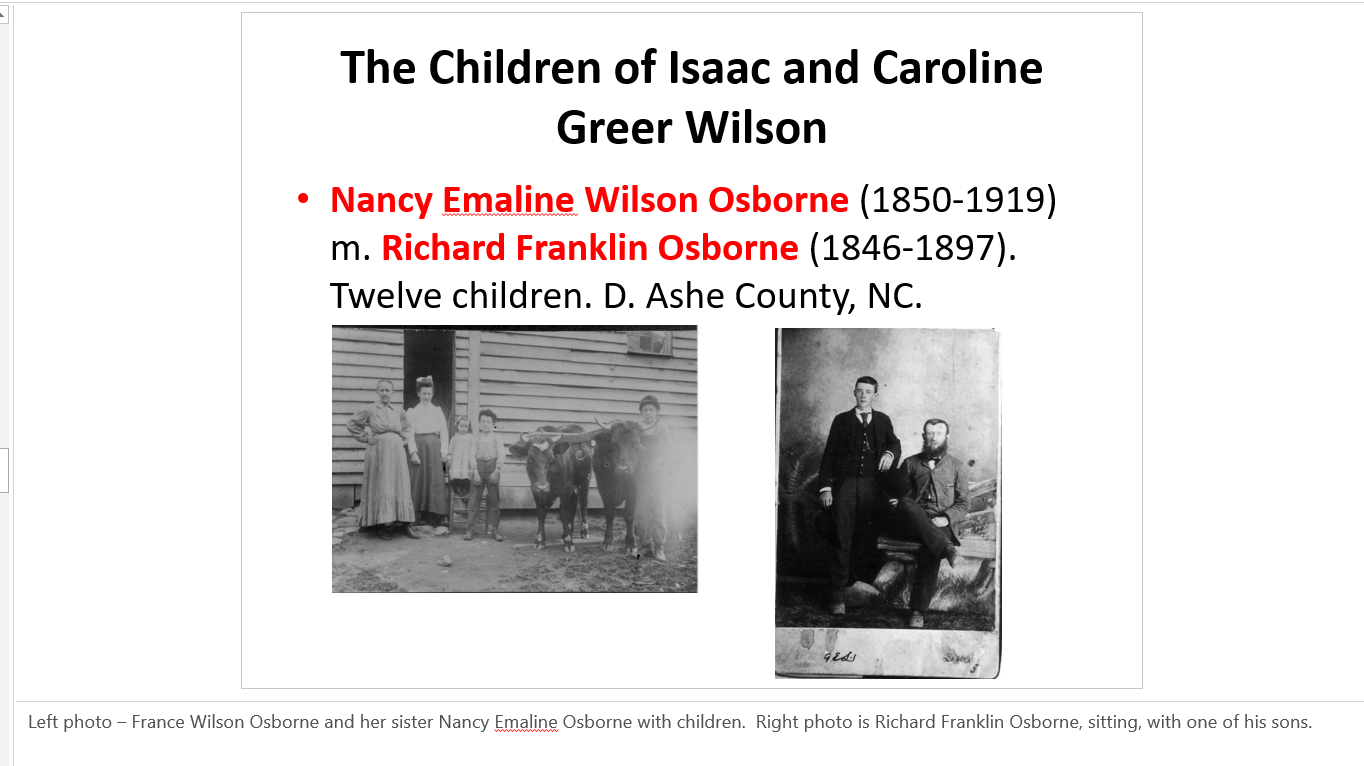 The Children of Isaac and Caroline
Greer Wilson
• Nancy Emaline Wilson Osborne (1850-1919)
m. Richard Franklin Osborne (1846-1897).
Twelve children. D. Ashe County, NC.
Left photo – France Wilson Osborne and her sister Nancy Emaline Osborne with children.  Right photo is Richard Franklin Osborne, sitting, with one of his sons.